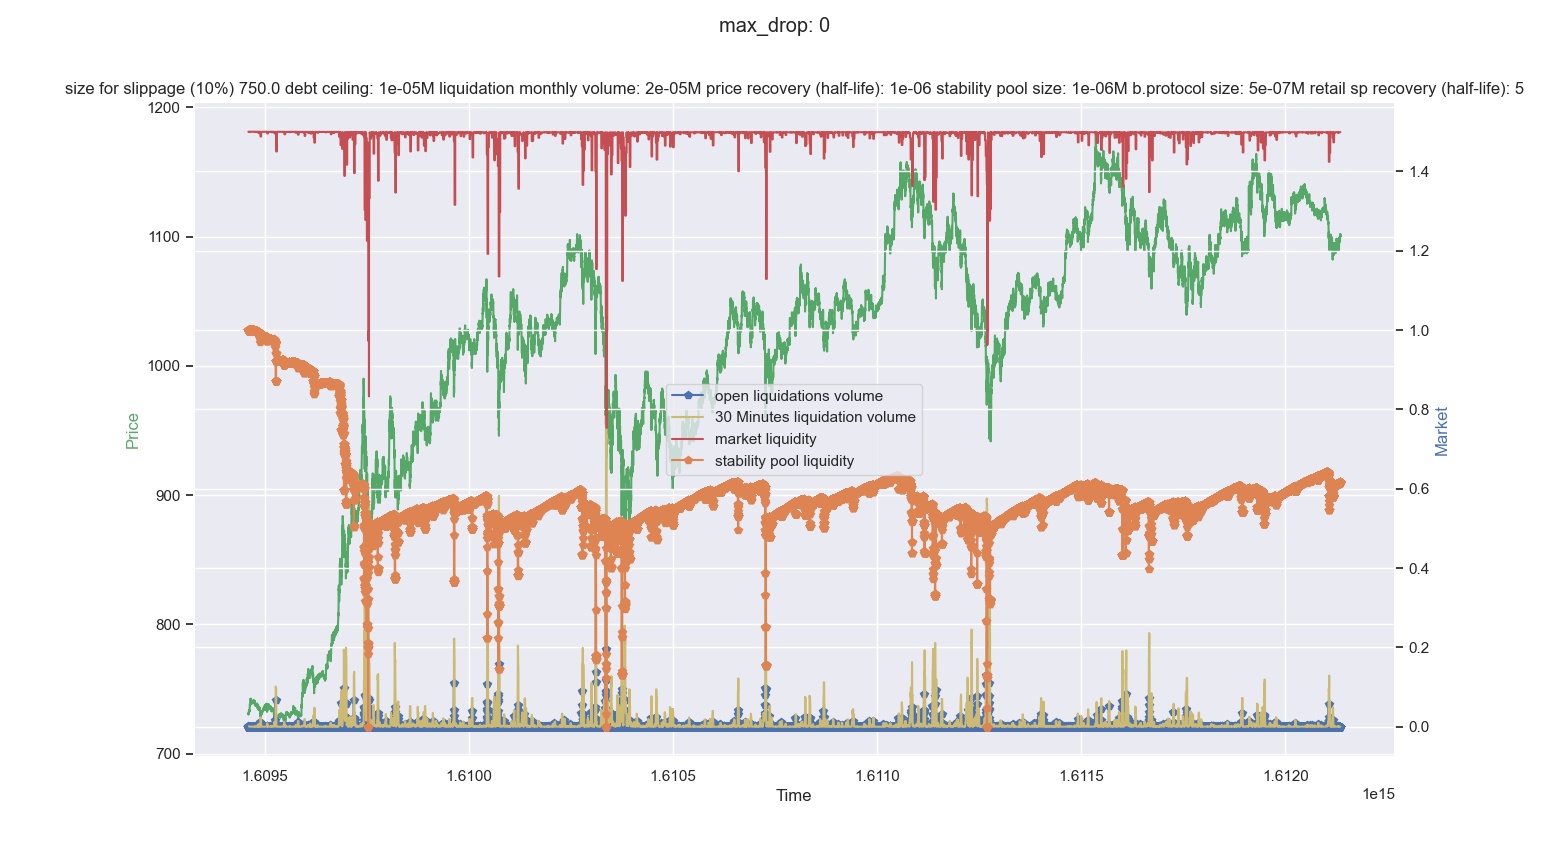 max_drop: 0
size for slippage (10%) 750.0 debt ceiling: 1e-05M liquidation monthly volume: 2e-05M price recovery (half-life): 1e-06 stability pool size: 1e-06M b.protocol size: 5e-07M retail sp recovery (half-life): 5
1200
1100
1000
900
800
700
Price
1.4
1.2
1.0
0.8
0.6
0.4
0.2
0.0
Market
open liquidations volume
30 Minutes liquidation volume
market liquidity
stability pool liquidity
1.6095 1.6100 1.6105 1.6110 1.6115 1.6120
Time
1e15